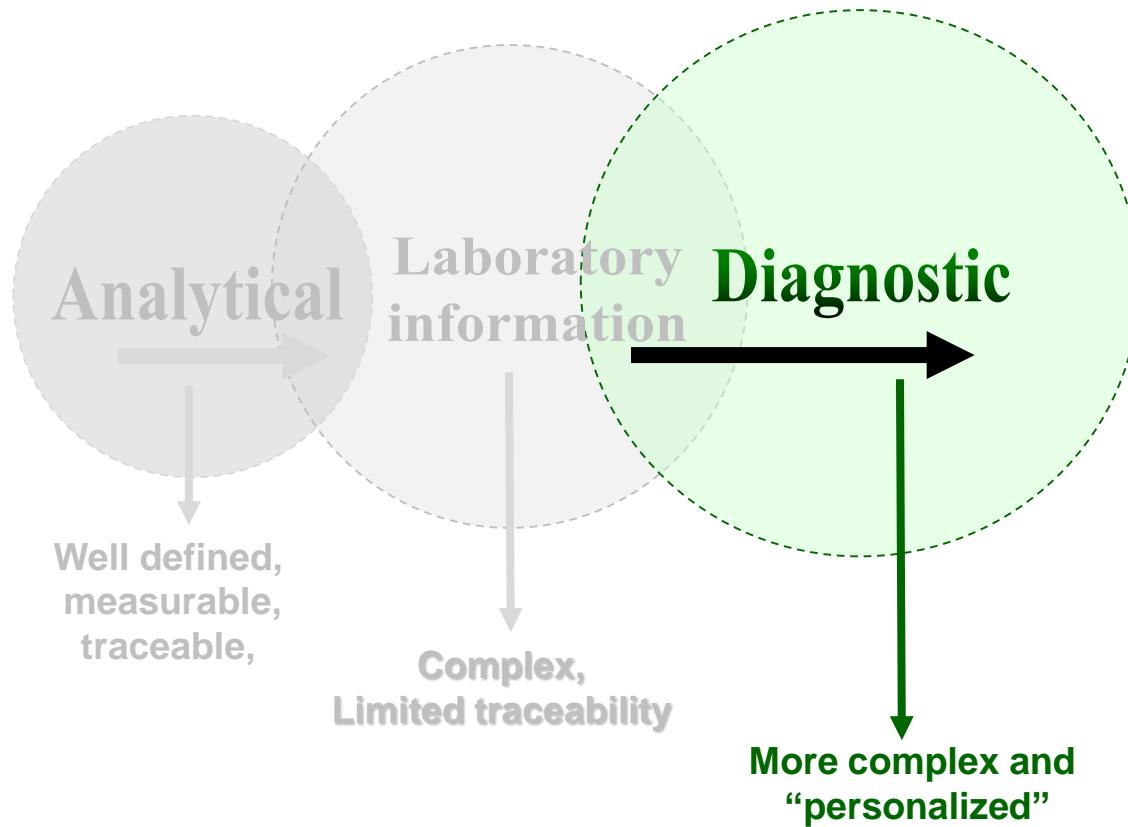 Analytical
Laboratory
information
Diagnostic
Well defined,
measurable,
traceable,
Complex,
Limited traceability
More complex and
“personalized”